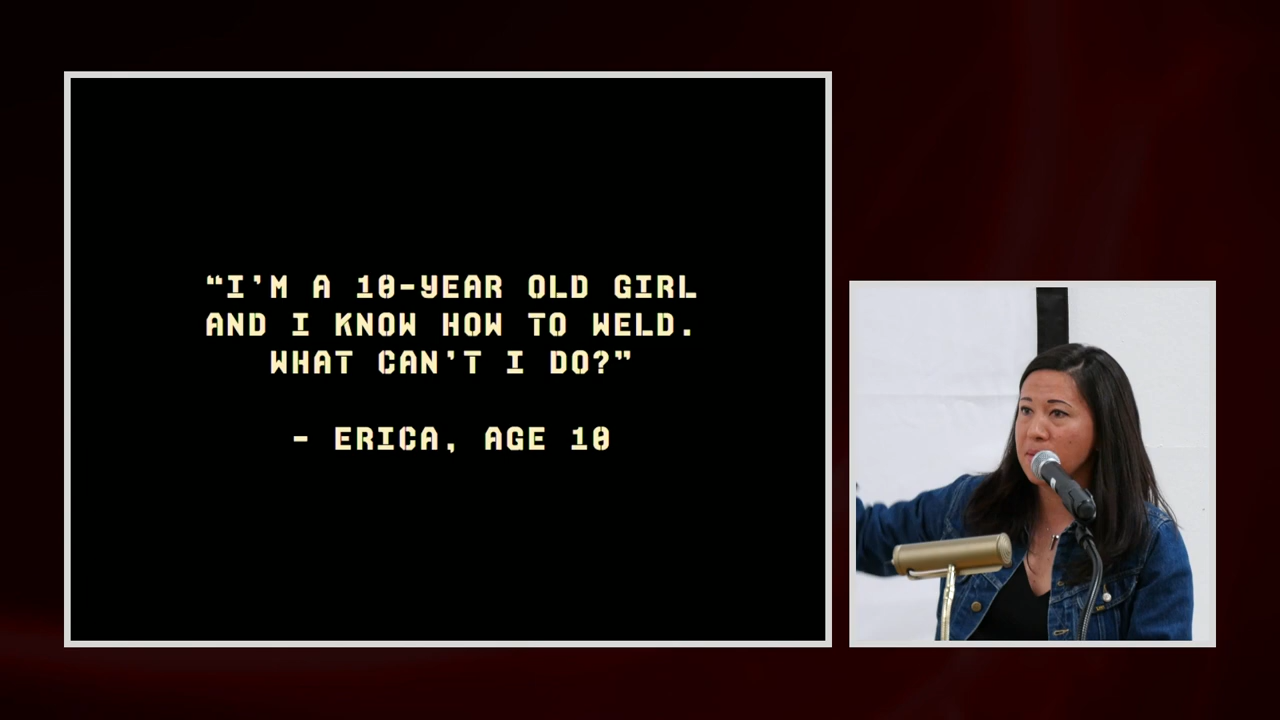 “I’M A 10-YEAR OLD GIRL
AND I KNOW HOW TO WELD.
WHAT CAN’T I DO?”
- ERICA, AGE 10